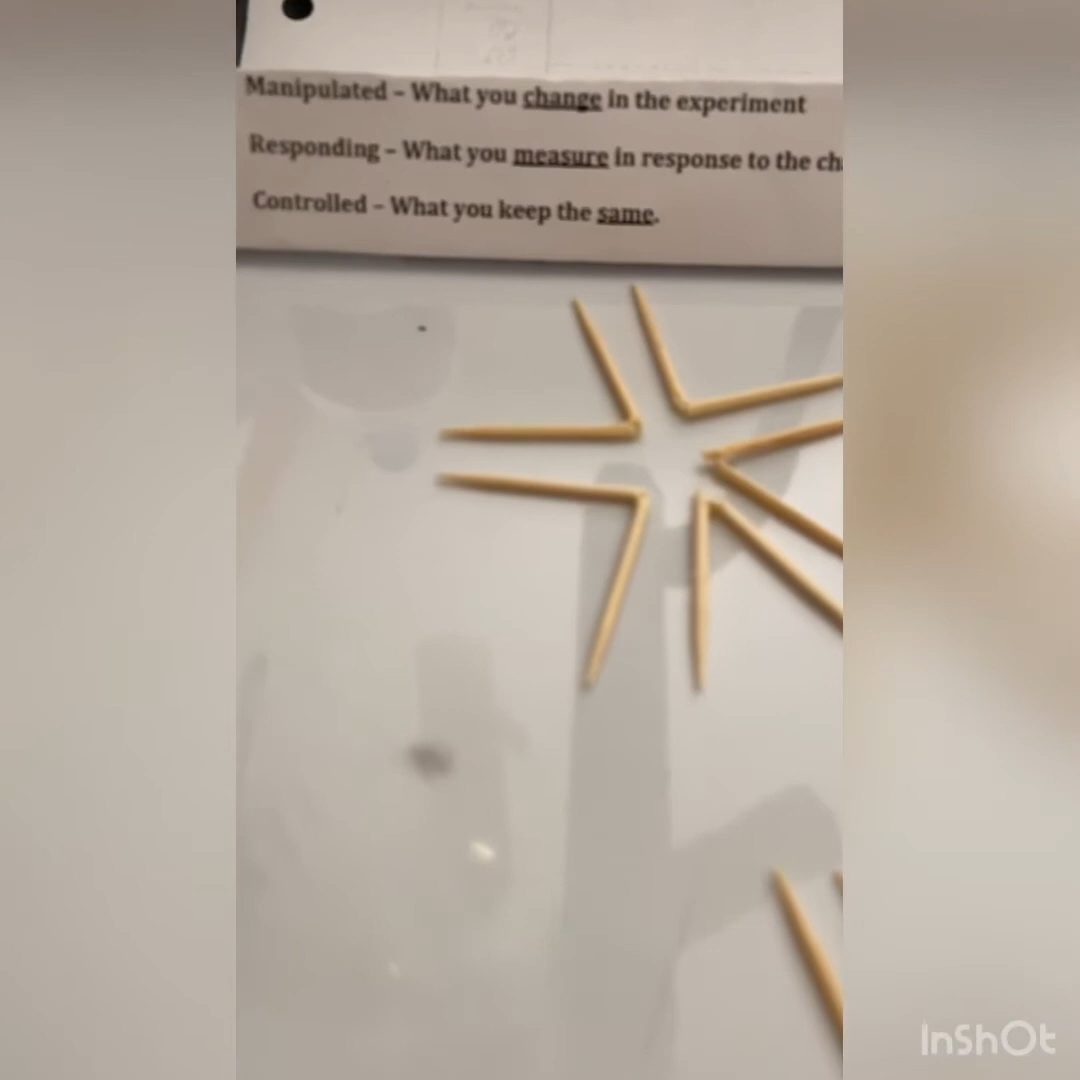 Manipulated – What you change in the experiment
Responding – What you measure in response to the ch
Controlled – What you keep the same.
InShOt